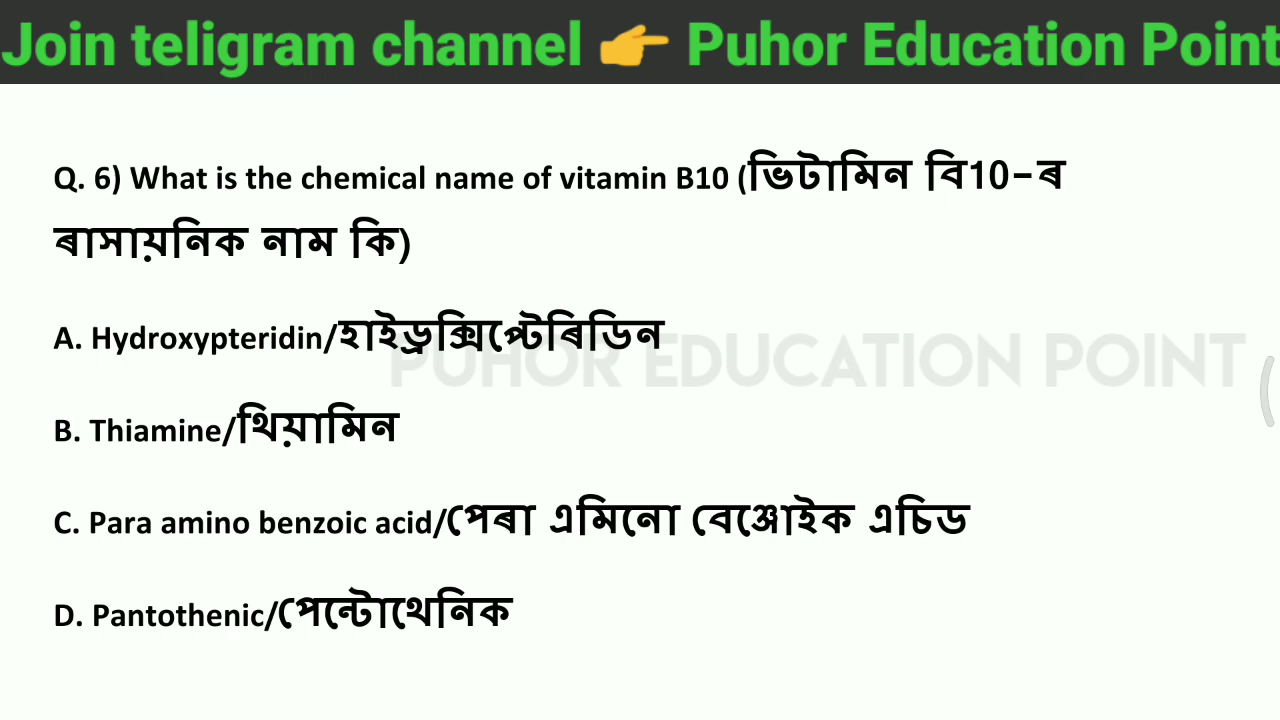 Join teligram channel 👉 Puhor Education Point
Q. 6) What is the chemical name of vitamin B10 (ভিটামিন বি10-ৰ
ৰাসায়নিক নাম কি)
A. Hydroxypteridin/হাইড্ৰক্সিপ্টেৰিডিন
PUHOR EDUCATION POINT
B. Thiamine/থিয়ামিন
C. Para amino benzoic acid/পেৰা এমিনো বেঞ্জোইক এচিড
D. Pantothenic/পেন্টোথেনিক